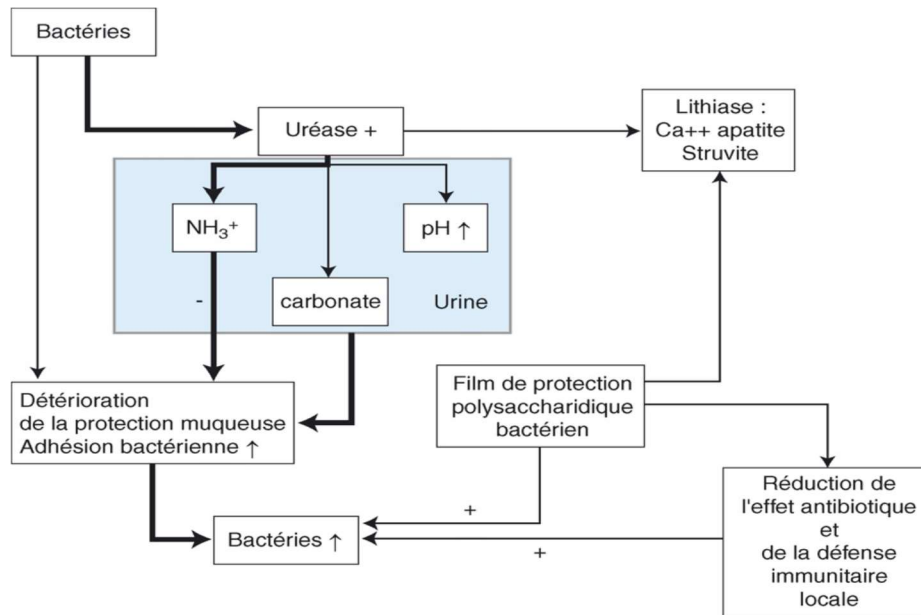 Bactéries
Uréase +
Lithiase :
Ca++ apatite
Struvite
NH₃⁺
pH ↑
-
carbonate
Urine
Détérioration
de la protection muqueuse
Adhésion bactérienne ↑
Film de protection
polysaccharidique
bactérien
+
Bactéries ↑
+
Réduction de
l'effet antibiotique
et
de la défense
immunitaire
locale